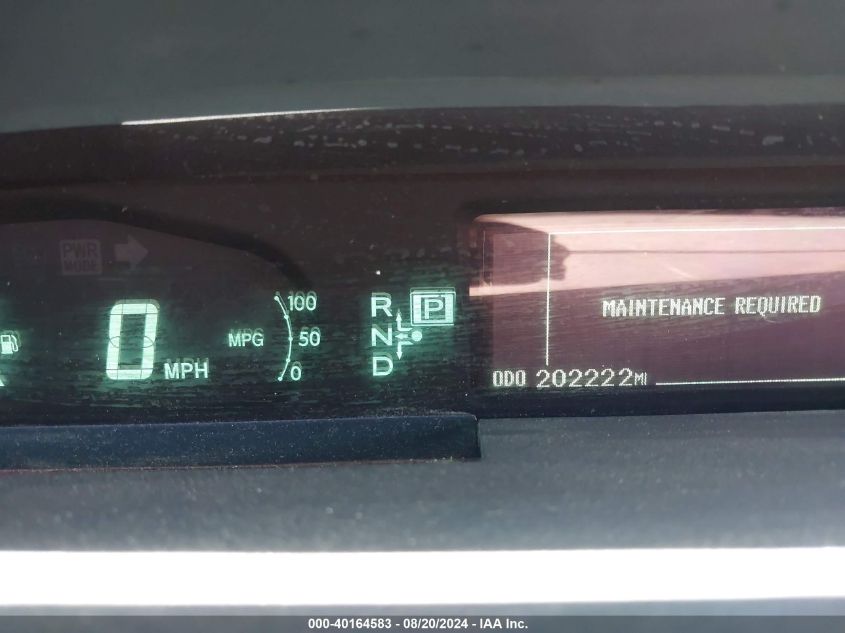 PWR
MODE
100
R P
MAINTENANCE REQUIRED
0 MPH
MPG
50
N
0
D
ODO 202222MI
000-40164583 - 08/20/2024 - IAA Inc.